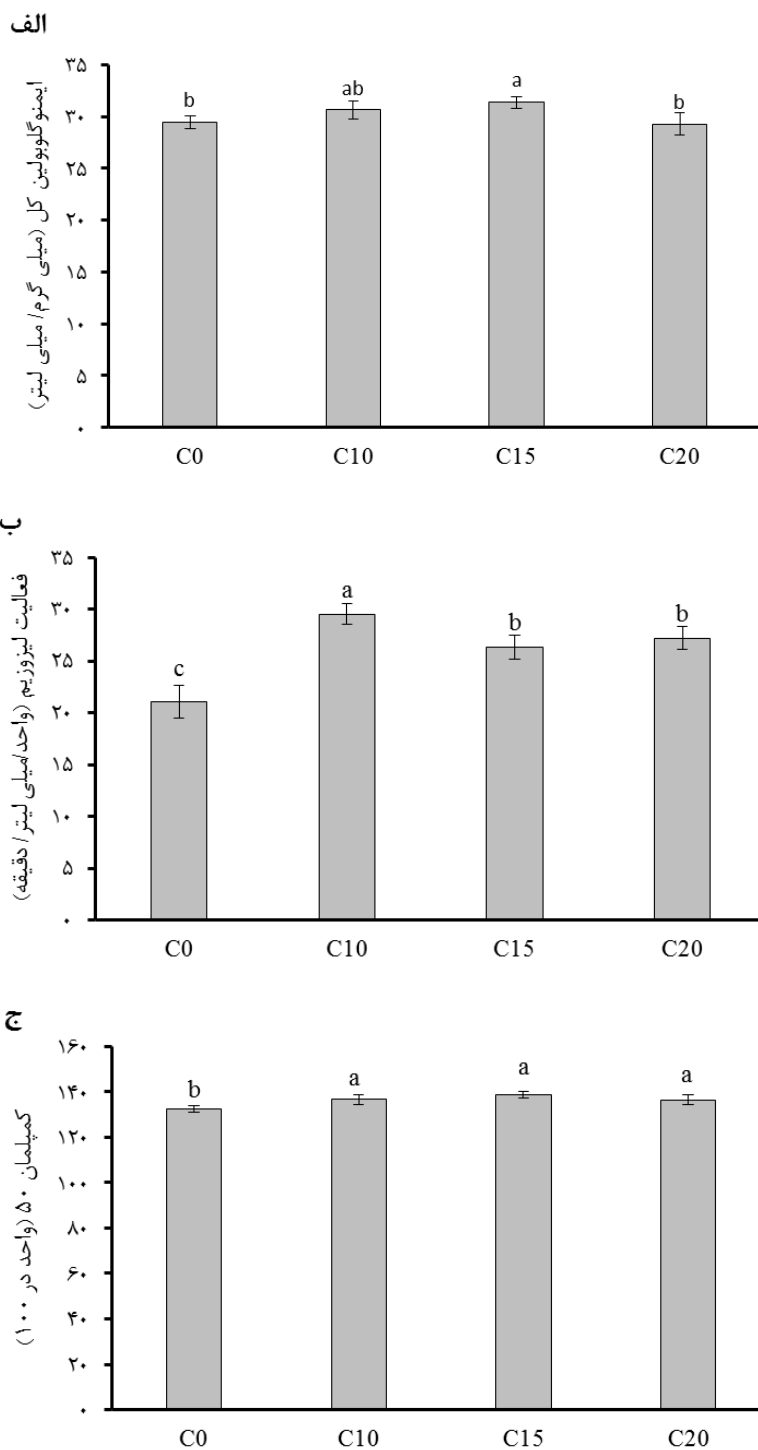 الف
ایمنوگلوبولین کل (میلی گرم/ میلی لیتر)
۳۵
۳۰
۲۵
۲۰
۱۵
۱۰
۵
۰
b
ab
a
b
C0
C10
C15
C20
ب
فعالیت لیزوزیم (واحد/میلی لیتر/ دقیقه)
۳۵
۳۰
۲۵
۲۰
۱۵
۱۰
۵
۰
c
a
b
b
C0
C10
C15
C20
ج
کمپلمان ۵۰ (واحد در ۱۰۰)
۱۶۰
۱۴۰
۱۲۰
۱۰۰
۸۰
۶۰
۴۰
۲۰
۰
b
a
a
a
C0
C10
C15
C20